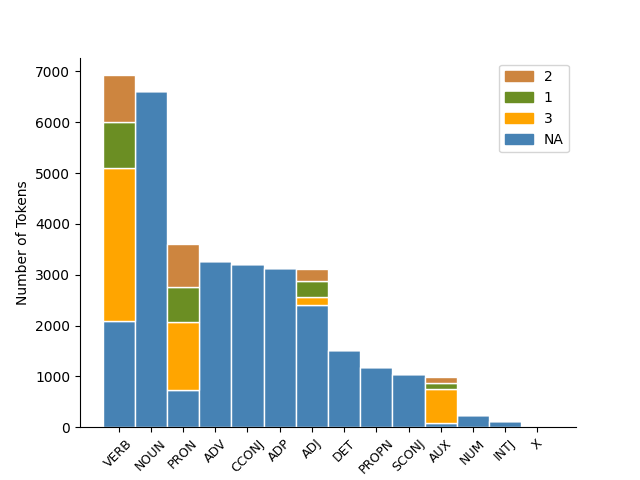 2
1
3
NA
Number of Tokens
7000
6000
5000
4000
3000
2000
1000
0
VERB
NOUN
PRON
ADV
CCONJ
ADP
ADJ
DET
PROPN
SCONJ
AUX
NUM
INTJ
X